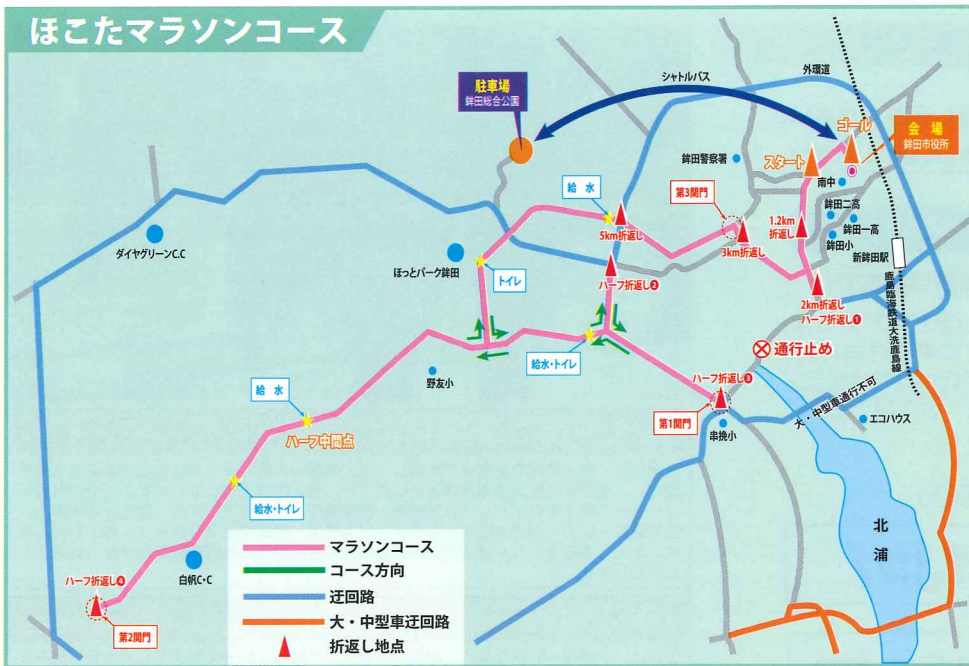 ほこたマラソンコース
シャトルバス
外環道
駐車場
鉾田総合公園
ゴール
会場
鉾田市役所
スタート
鉾田警察署
南中
給水
第3関門
鉾田二高
1.2km
折返し
鉾田一高
鉾田小
新鉾田駅
5km折返し
3km折返し
ダイヤグリーンC.C
ほっとパーク鉾田
トイレ
ハーフ折返し❷
2km折返し
ハーフ折返し❶
鹿島臨海鉄道大洗鹿島線
通行止め
給水・トイレ
野友小
ハーフ折返し❸
大・中型車通行不可
給水
第1関門
エコハウス
串挽小
ハーフ中間点
給水・トイレ
北浦
白帆C・C
ハーフ折返し❹
第2関門
マラソンコース
コース方向
迂回路
大・中型車迂回路
折返し地点